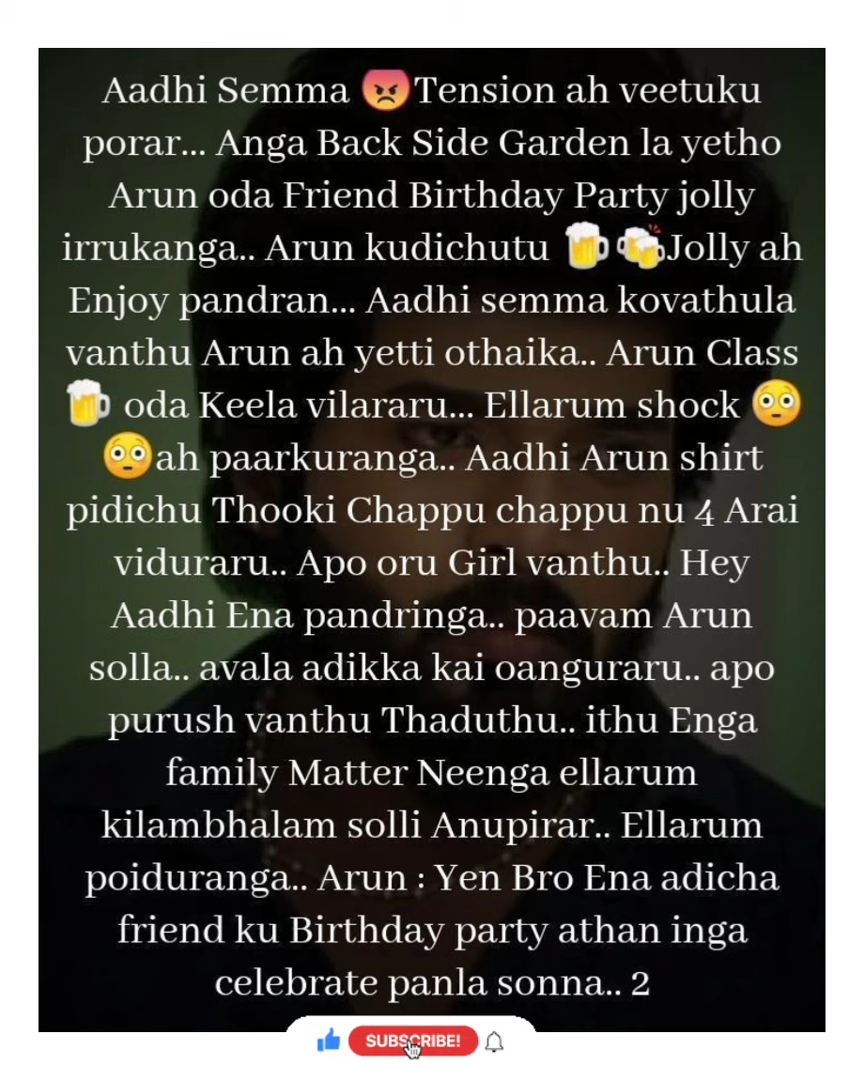 Aadhi Semma 😡Tension ah veetuku
porar... Anga Back Side Garden la yetho
Arun oda Friend Birthday Party jolly
irrukanga.. Arun kudichutu 🍺🍻Jolly ah
Enjoy pandran... Aadhi semma kovathula
vanthu Arun ah yetti othaika.. Arun Class
🍺 oda Keela vilararu... Ellarum shock 😳
😳ah paarkuranga.. Aadhi Arun shirt
pidichu Thooki Chappu chappu nu 4 Arai
viduraru.. Apo oru Girl vanthu.. Hey
Aadhi Ena pandringa.. paavam Arun
solla.. avala adikka kai oanguraru.. apo
purush vanthu Thaduthu.. ithu Enga
family Matter Neenga ellarum
kilambhalam solli Anupirar.. Ellarum
poiduranga.. Arun : Yen Bro Ena adicha
friend ku Birthday party athan inga
celebrate panla sonna.. 2
SUBSCRIBE!